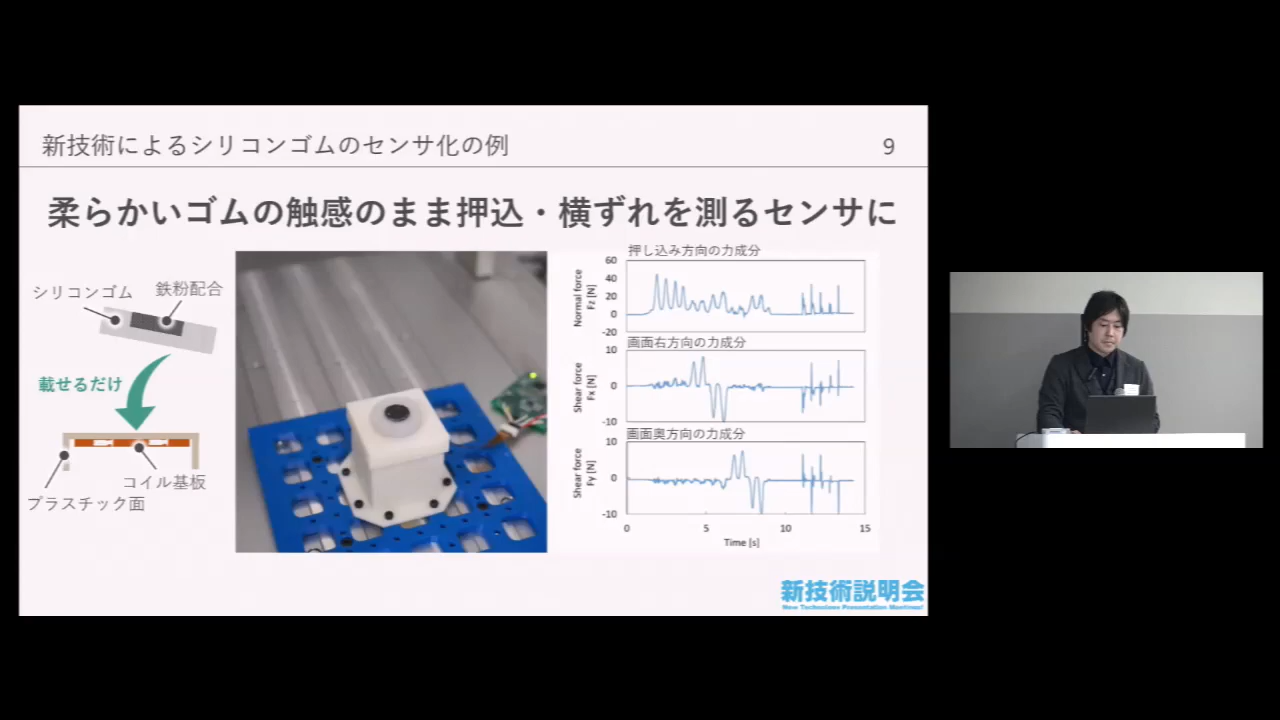 新技術によるシリコンゴムのセンサ化の例
9
柔らかいゴムの触感のまま押込・横ずれを測るセンサに
シリコンゴム
鉄粉配合
載せるだけ
コイル基板
プラスチック面
押し込み方向の力成分
Normal force
Fz [N]
60
40
20
0
-20
画面右方向の力成分
Shear force
Fx [N]
10
0
-10
画面奥方向の力成分
Shear force
Fy [N]
10
0
-10
0
5
10
15
Time [s]
新技術説明会
New Technology Presentation Meetings!